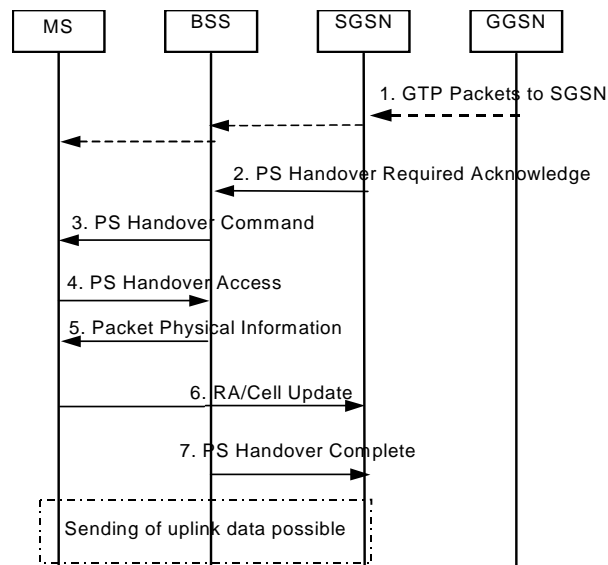 MS
BSS
SGSN
GGSN
1. GTP Packets to SGSN
2. PS Handover Required Acknowledge
3. PS Handover Command
4. PS Handover Access
5. Packet Physical Information
6. RA/Cell Update
7. PS Handover Complete
Sending of uplink data possible